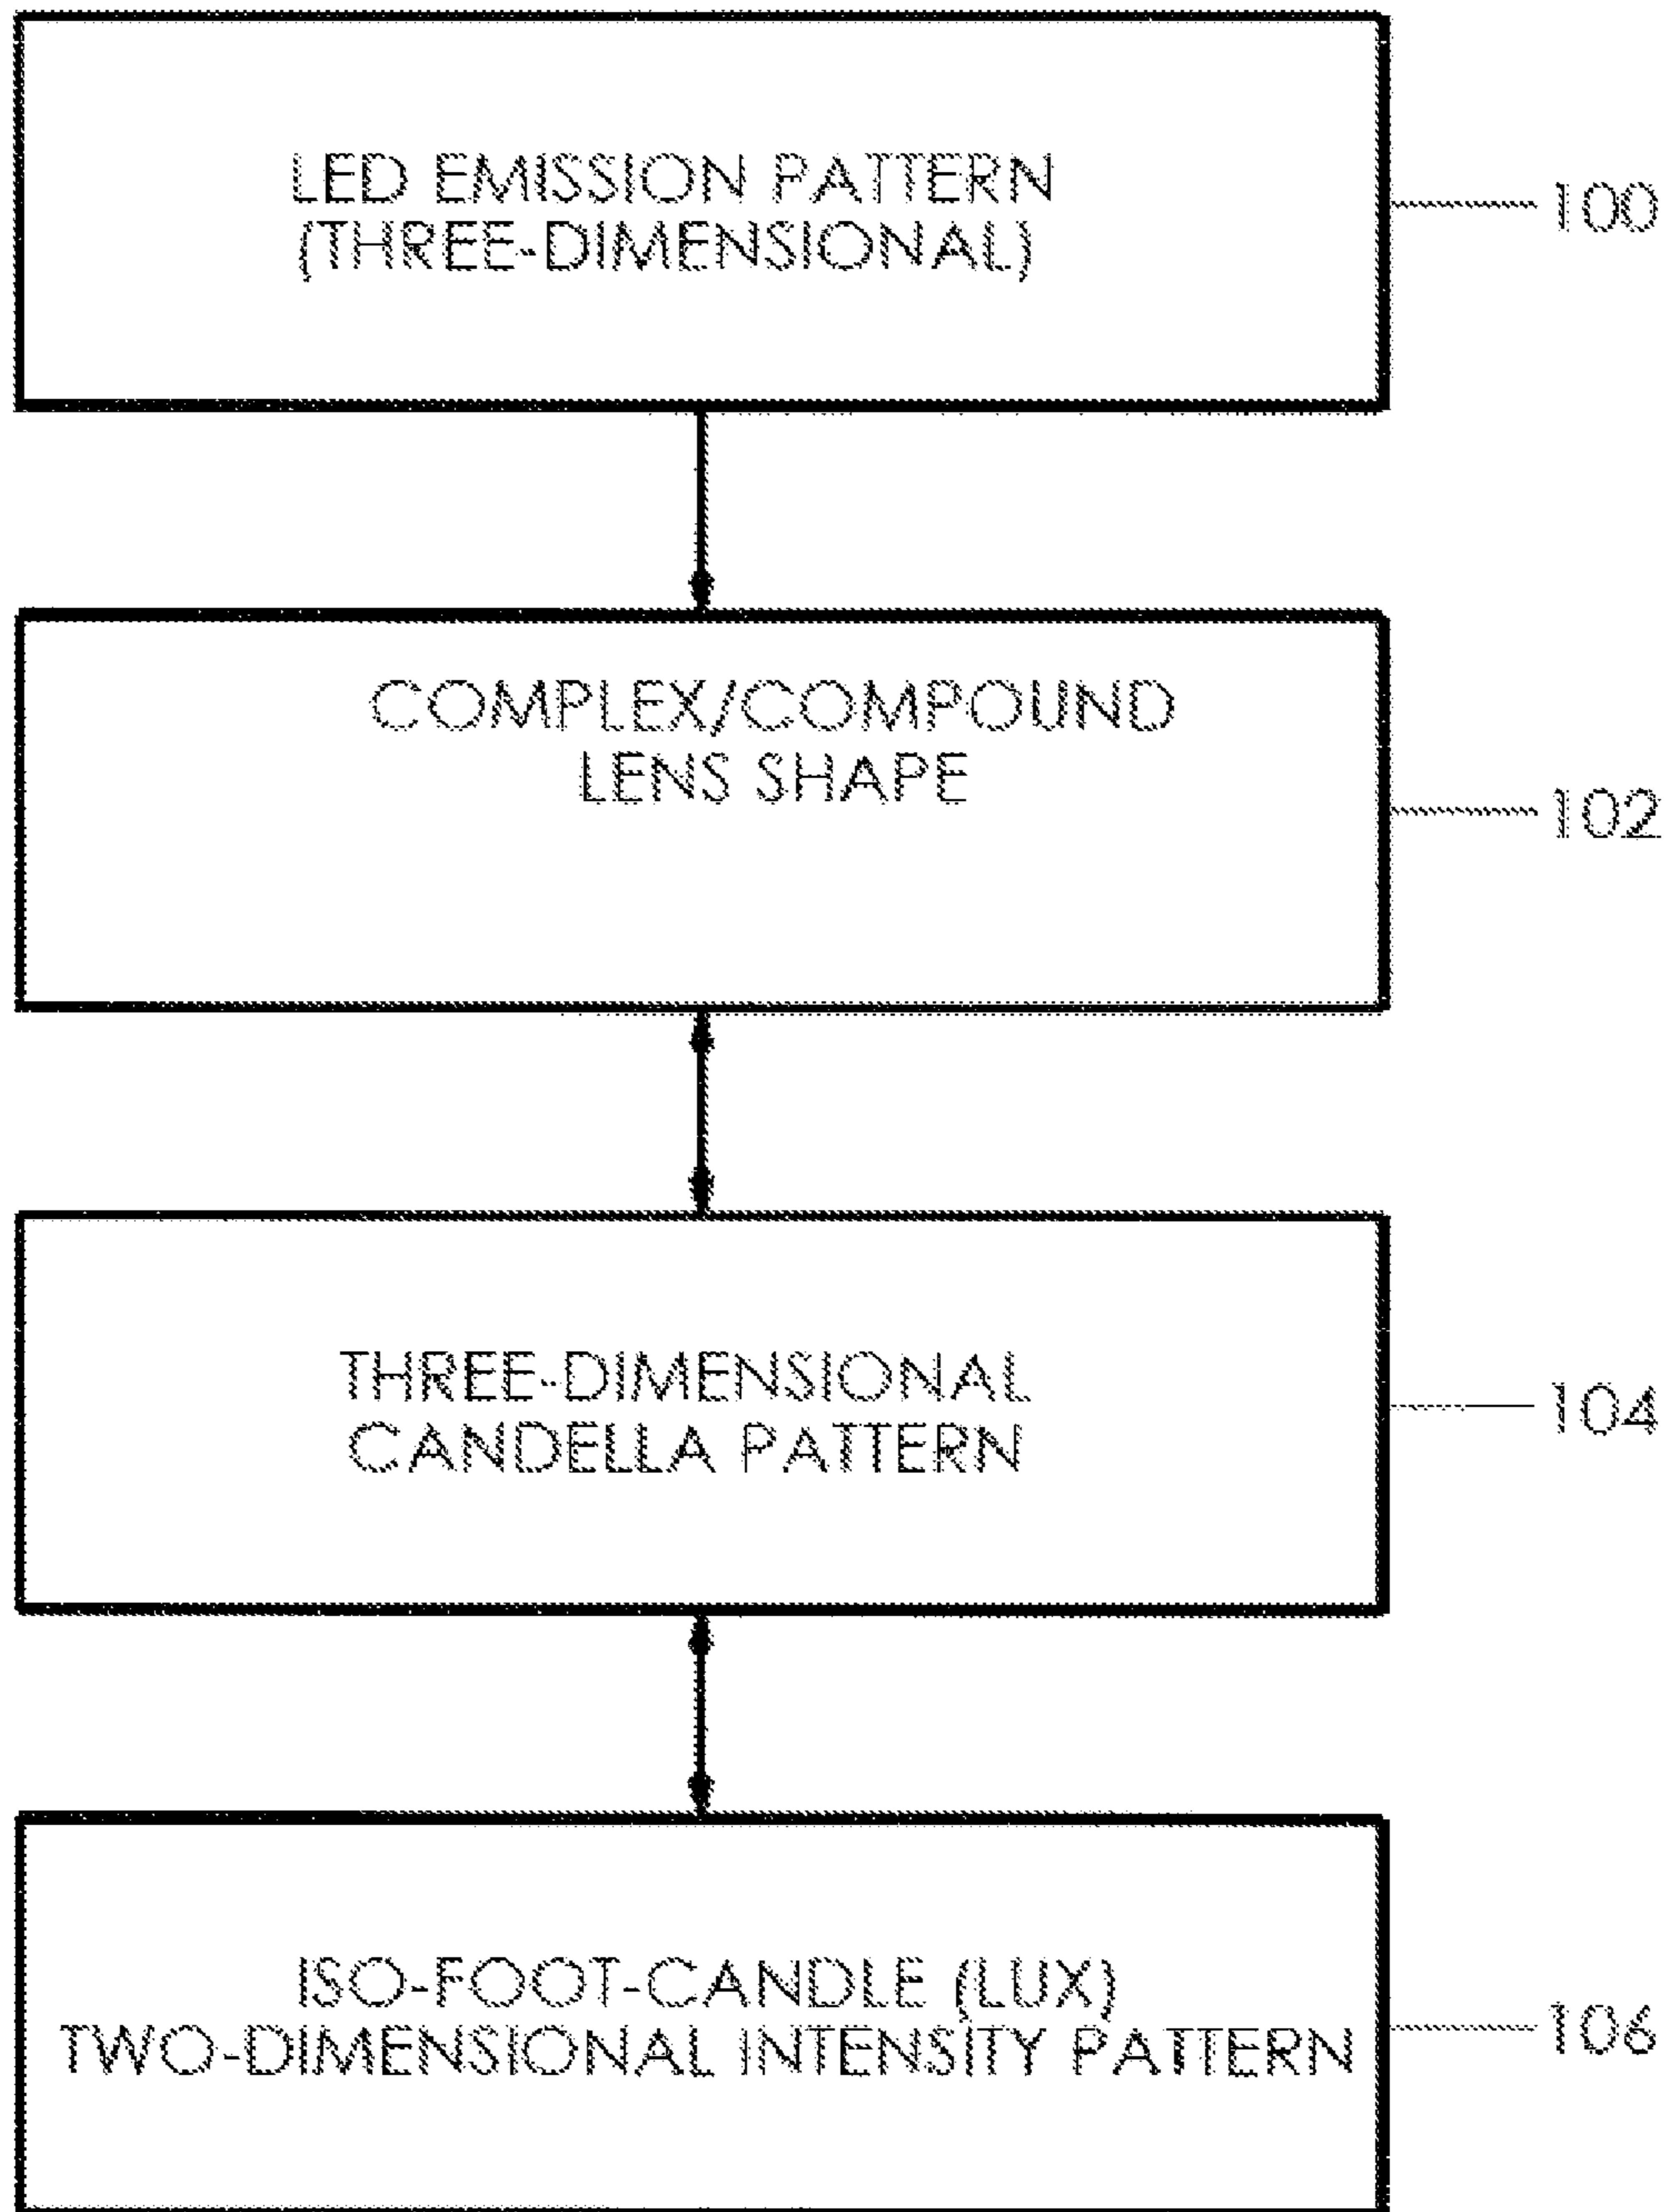 LED EMISSION PATTERN
(THREE-DIMENSIONAL)
100
COMPLEX/COMPOUND
LENS SHAPE
102
THREE-DIMENSIONAL
CANDELLA PATTERN
104
ISO-FOOT-CANDLE (LUX)
TWO-DIMENSIONAL INTENSITY PATTERN
106